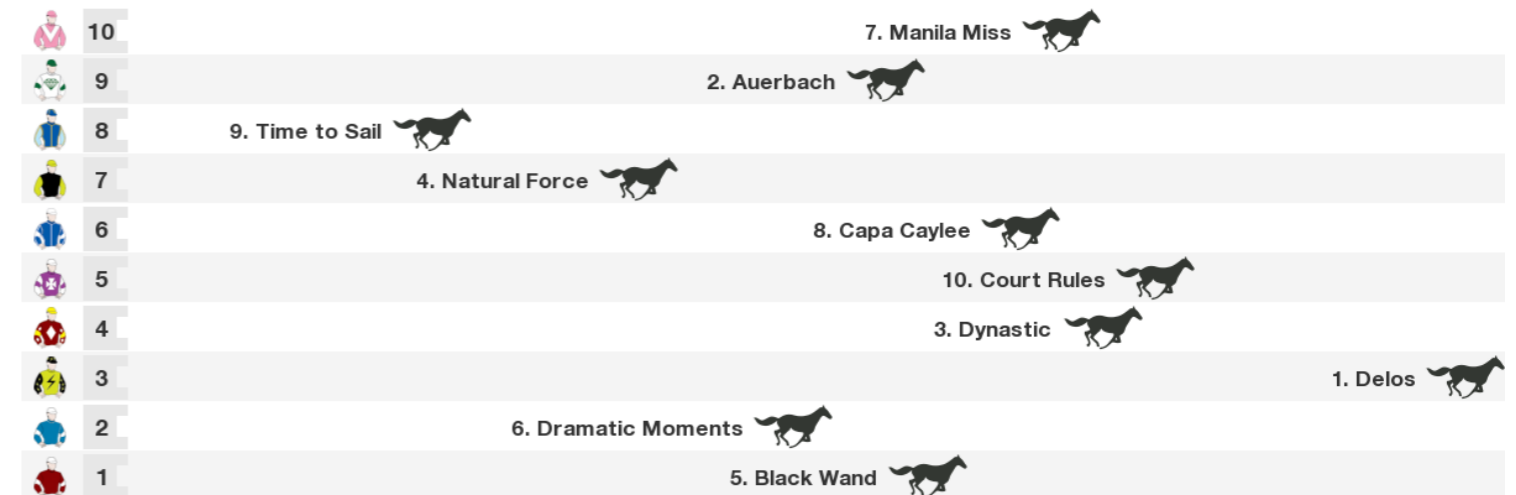 10 7. Manila Miss
9 2. Auerbach
8 9. Time to Sail
7 4. Natural Force
6 8. Capa Caylee
5 10. Court Rules
4 3. Dynastic
3 1. Delos
2 6. Dramatic Moments
1 5. Black Wand